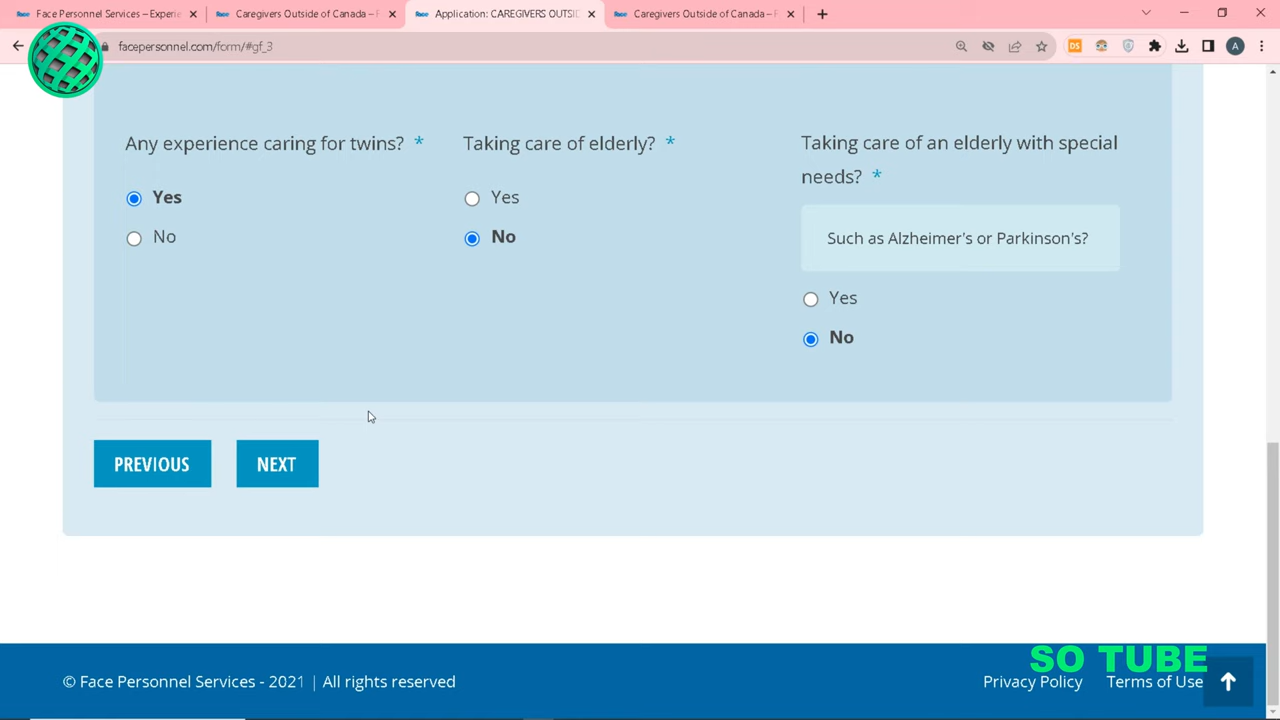 Face Personnel Services – Experie
Caregivers Outside of Canada – F
Application: CAREGIVERS OUTSID
Caregivers Outside of Canada – F
facepersonnel.com/form/#gf_3
DS
A
Any experience caring for twins? *
Yes
No
Taking care of elderly? *
Yes
No
Taking care of an elderly with special
needs? *
Such as Alzheimer's or Parkinson's?
Yes
No
PREVIOUS
NEXT
SO TUBE
© Face Personnel Services - 2021 | All rights reserved
Privacy Policy
Terms of Use